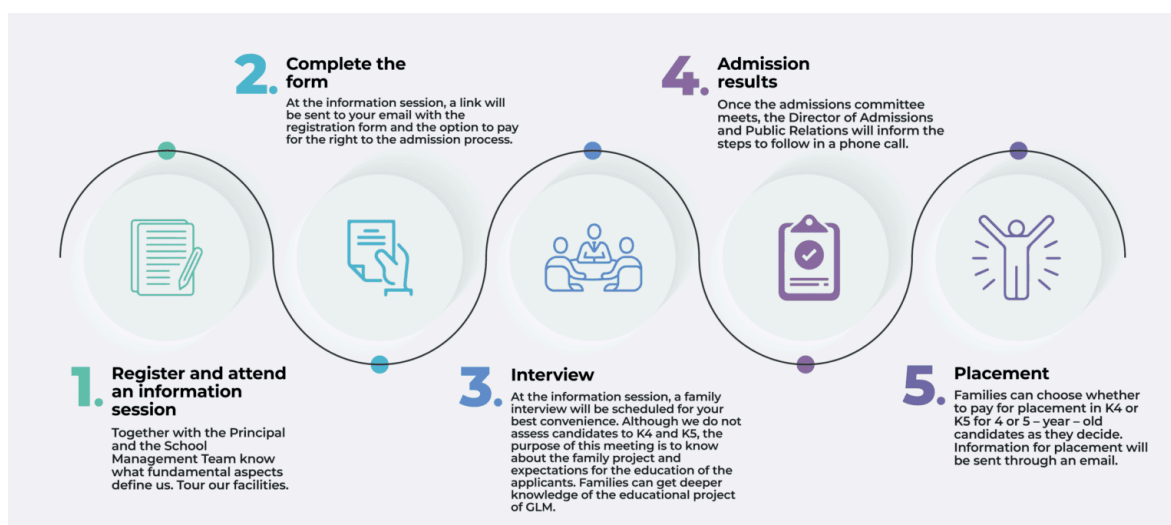 1.
Register and attend
an information
session
Together with the Principal
and the School
Management Team know
what fundamental aspects
define us. Tour our facilities.
2.
Complete the
form
At the information session, a link will
be sent to your email with the
registration form and the option to pay
for the right to the admission process.
3.
Interview
At the information session, a family
interview will be scheduled for your
best convenience. Although we do not
assess candidates to K4 and K5, the
purpose of this meeting is to know
about the family project and
expectations for the education of the
applicants. Families can get deeper
knowledge of the educational project
of GLM.
4.
Admission
results
Once the admissions committee
meets, the Director of Admissions
and Public Relations will inform the
steps to follow in a phone call.
5.
Placement
Families can choose whether
to pay for placement in K4 or
K5 for 4 or 5 – year – old
candidates as they decide.
Information for placement will
be sent through an email.